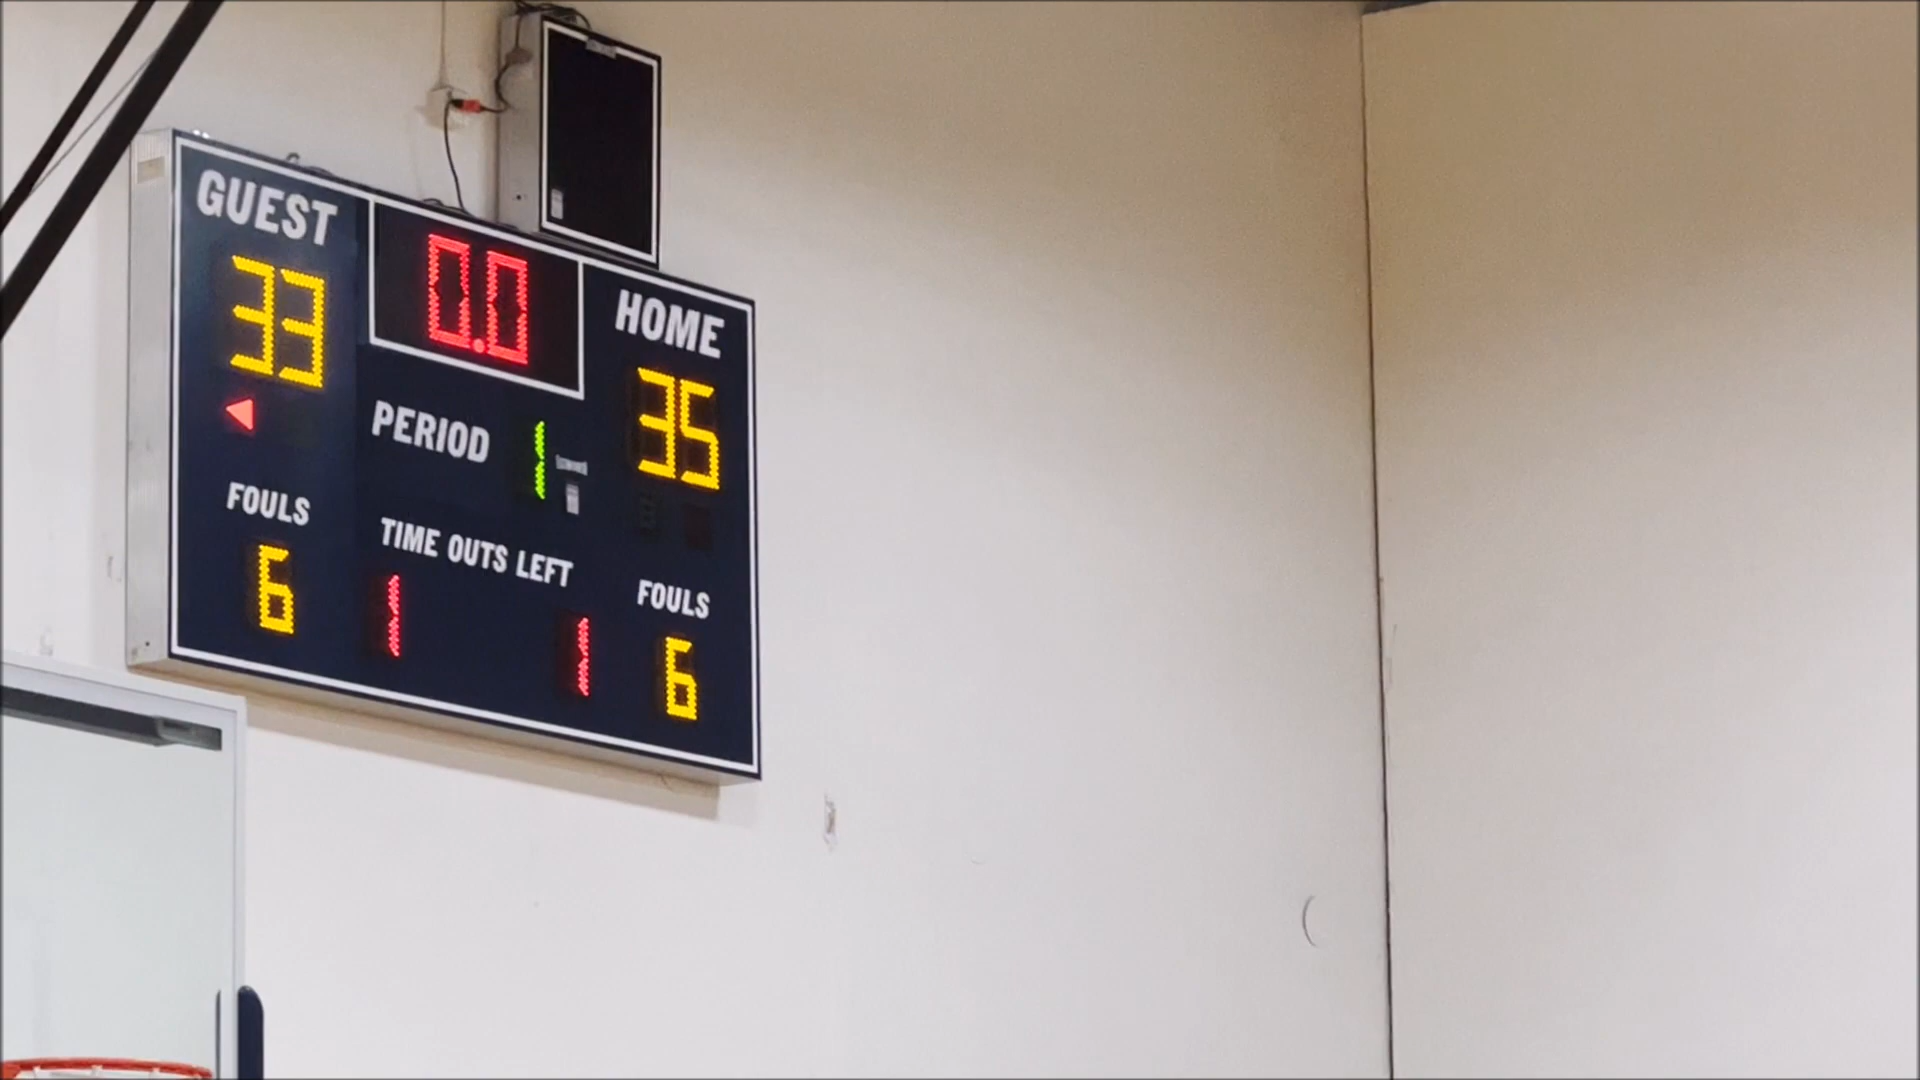 GUEST
0.0
HOME
33
35
PERIOD 1
FOULS
TIME OUTS LEFT
FOULS
6
1
1
6